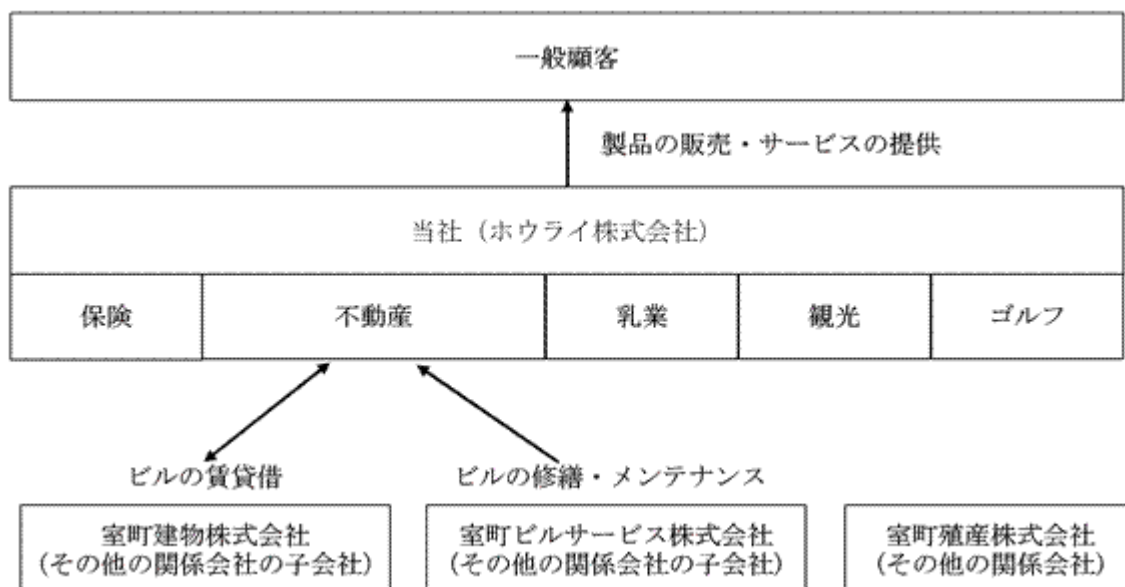 一般顧客
製品の販売・サービスの提供
当社（ホウライ株式会社）
保険
不動産
乳業
観光
ゴルフ
ビルの賃貸借
ビルの修繕・メンテナンス
室町建物株式会社
(その他の関係会社の子会社)
室町ビルサービス株式会社
(その他の関係会社の子会社)
室町殖産株式会社
(その他の関係会社)